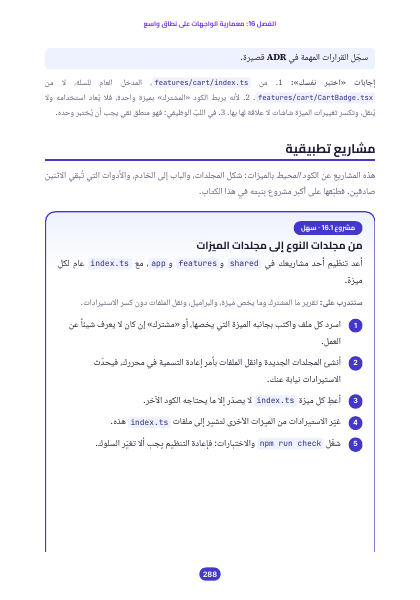 الفصل 16: معمارية الواجهات على نطاق واسع
سجّل القرارات المهمة في ADR قصيرة.
إجابات «اختبر نفسك»: 1. من features/cart/index.ts، المدخل العام للسلة، لا من
features/cart/CartBadge.tsx. 2. لأنه يربط الكود «المشترك» بميزة واحدة، فلا يُعاد استخدامه ولا
يُنقل، وتكسر تغييرات الميزة شاشات لا علاقة لها بها. 3. في اللبّ الوظيفي: فهو منطق نقي يجب أن يُختبر وحده.
مشاريع تطبيقية
هذه المشاريع عن الكود المحيط بالميزات: شكل المجلدات، والباب إلى الخادم، والأدوات التي تُبقي الاثنين
صادقين. فطبّقها على أكبر مشروع بنيته في هذا الكتاب.
مشروع 16.1 · سهل
من مجلدات النوع إلى مجلدات الميزات
أعد تنظيم أحد مشاريعك في shared و features و app، مع index.ts عام لكل
ميزة.
ستتدرب على: تقرير ما المشترك وما يخص ميزة، والبراميل، ونقل الملفات دون كسر الاستيرادات.
1 اسرد كل ملف واكتب بجانبه الميزة التي يخصها، أو «مشترك» إن كان لا يعرف شيئاً عن
العمل.
2 أنشئ المجلدات الجديدة وانقل الملفات بأمر إعادة التسمية في محررك، فيحدّث
الاستيرادات نيابة عنك.
3 أعطِ كل ميزة index.ts لا يصدّر إلا ما يحتاجه الكود الآخر.
4 غيّر الاستيرادات من الميزات الأخرى لتشير إلى ملفات index.ts هذه.
5 شغّل npm run check والاختبارات: فإعادة التنظيم يجب ألا تغيّر السلوك.
288